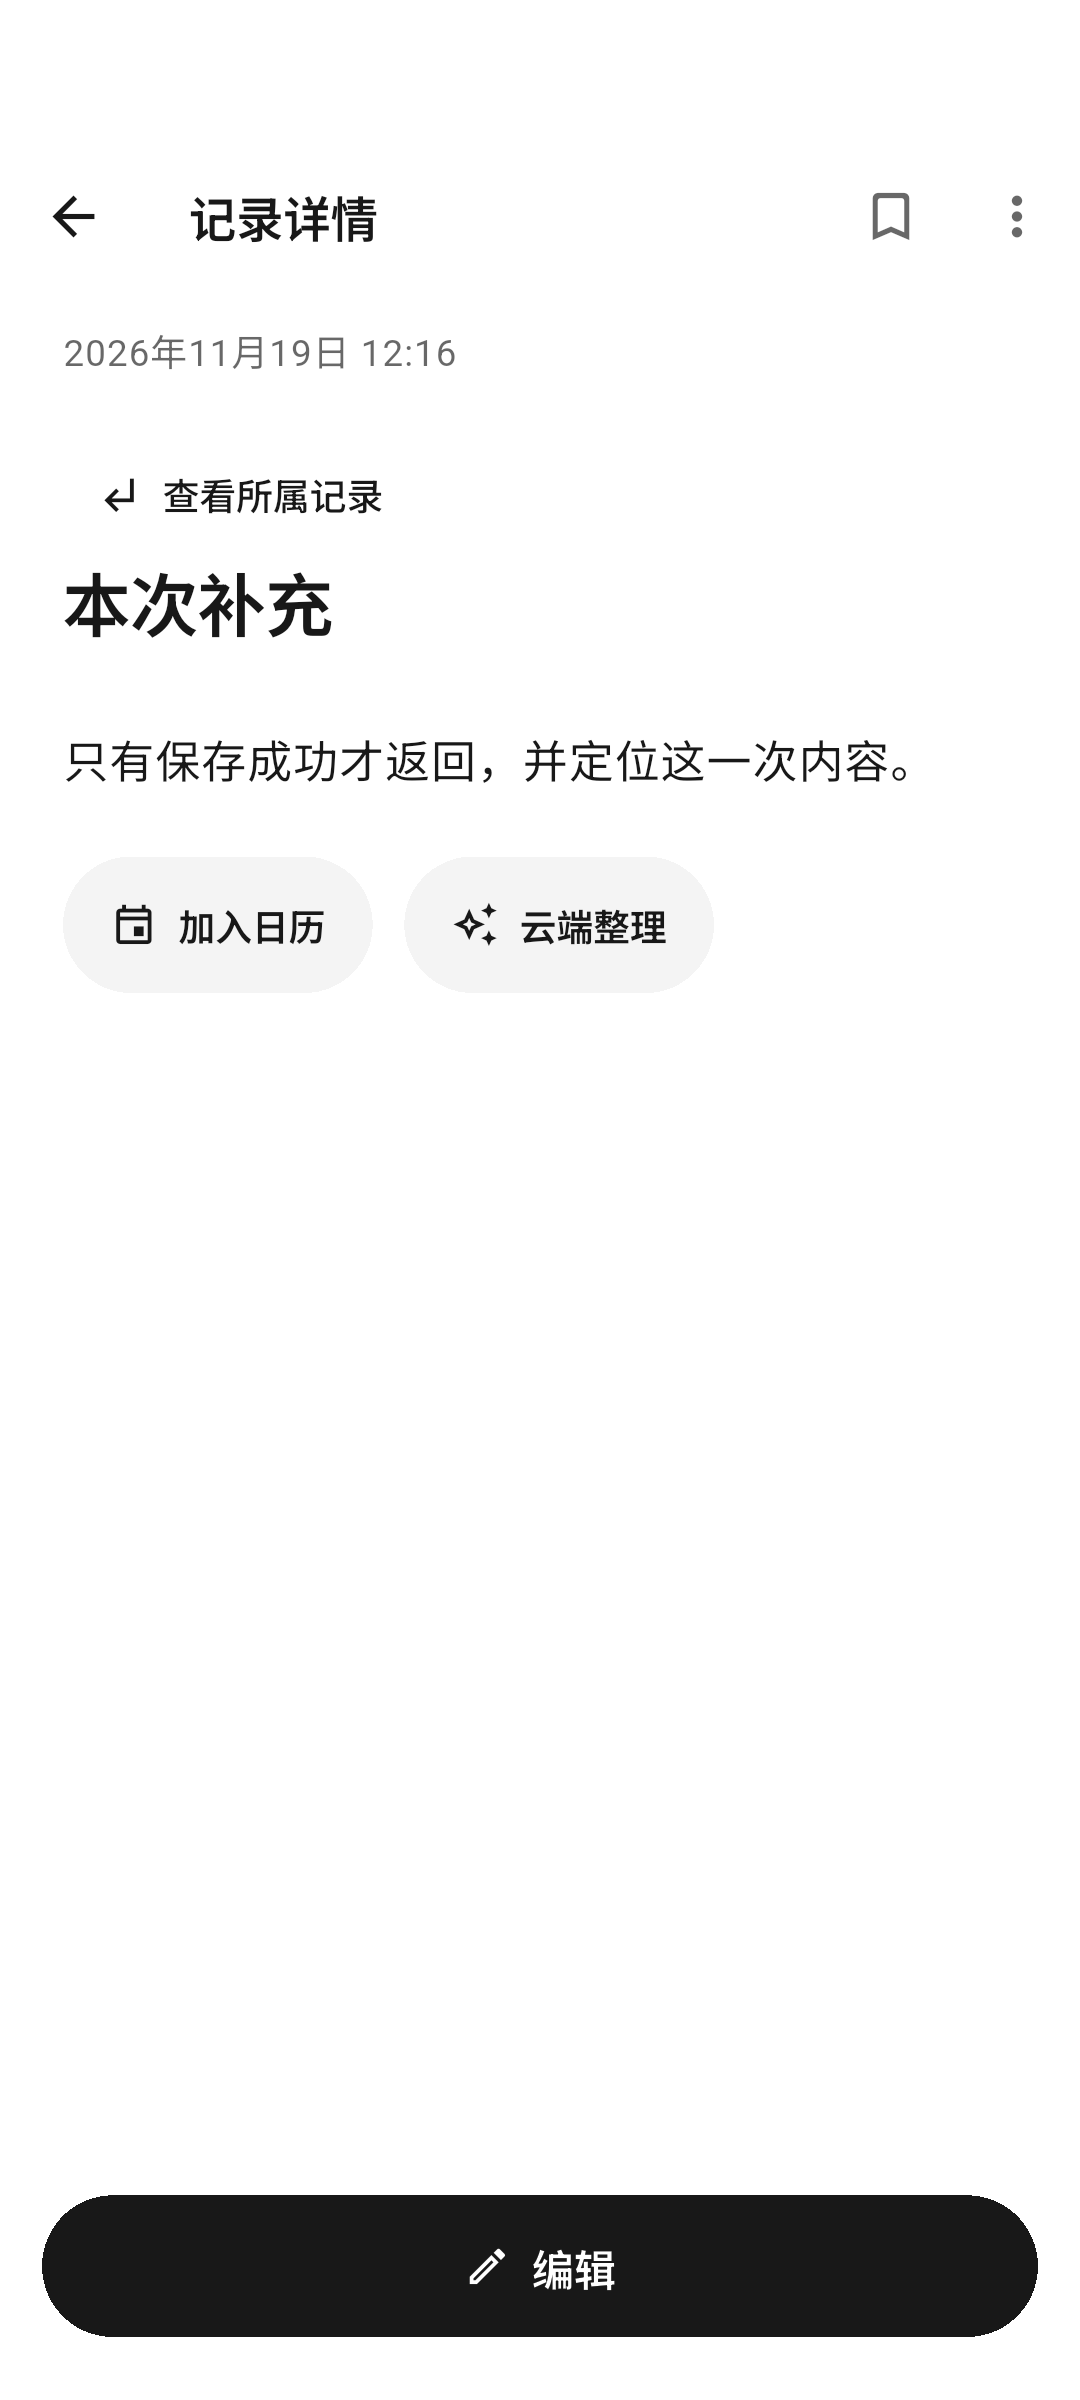 记录详情
2026年11月19日 12:16
查看所属记录
本次补充
只有保存成功才返回，并定位这一次内容。
加入日历
云端整理
编辑